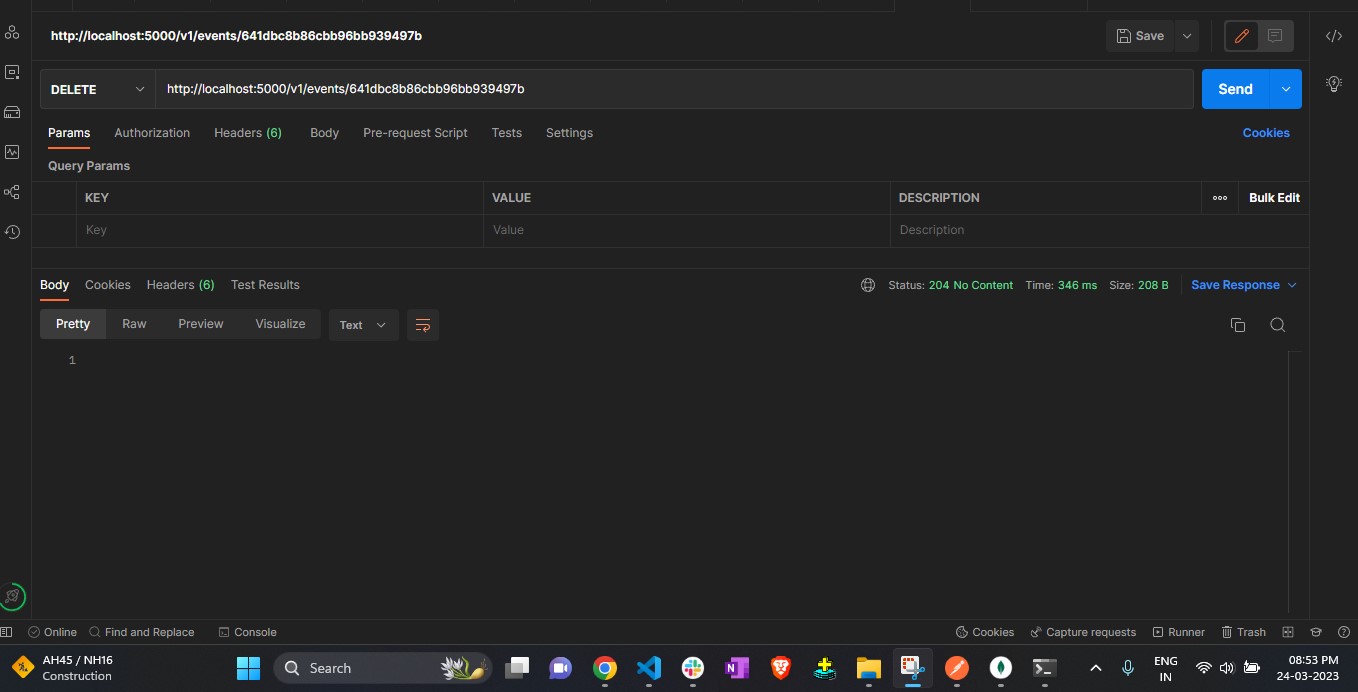 http://localhost:5000/v1/events/641dbc8b86cbb96bb939497b
Save
DELETE
http://localhost:5000/v1/events/641dbc8b86cbb96bb939497b
Send
Params Authorization Headers (6) Body Pre-request Script Tests Settings Cookies
Query Params
KEY VALUE DESCRIPTION ooo Bulk Edit
Key Value Description
Body Cookies Headers (6) Test Results Status: 204 No Content Time: 346 ms Size: 208 B Save Response
Pretty Raw Preview Visualize Text
1
Online Find and Replace Console Cookies Capture requests Runner Trash
AH45 / NH16
Construction
Search
N
ENG
IN
08:53 PM
24-03-2023